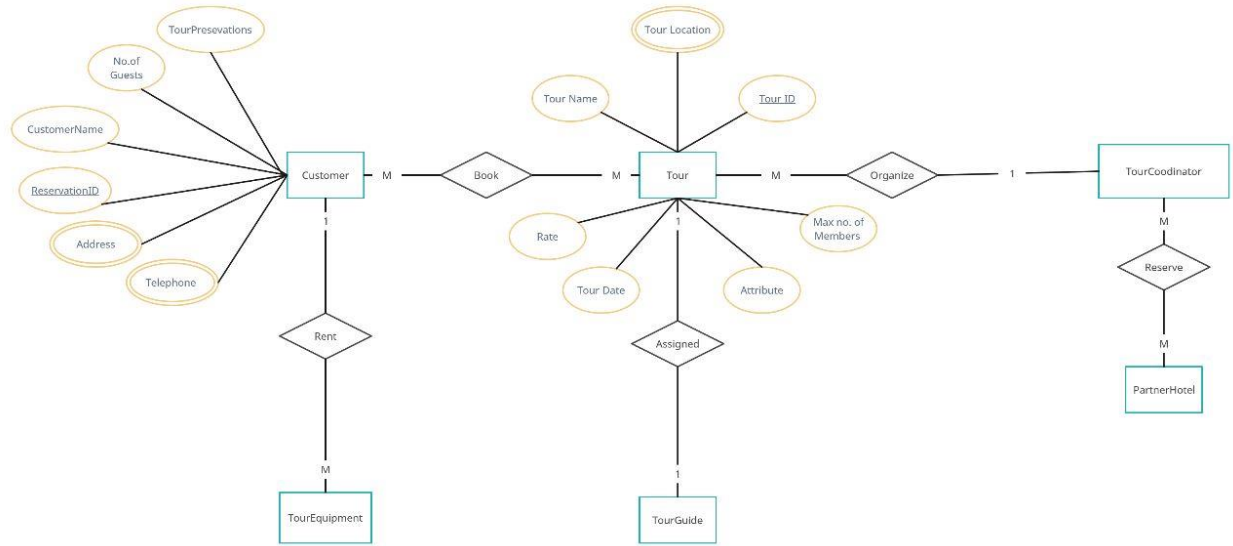 TourPresevations
No.of
Guests
CustomerName
ReservationID
Address
Telephone
Tour Location
Tour Name
Tour ID
Customer
M
Book
M
Tour
M
Organize
1
TourCoodinator
Rate
Tour Date
Attribute
Max no. of
Members
1
Rent
M
TourEquipment
1
Assigned
1
TourGuide
M
Reserve
M
PartnerHotel